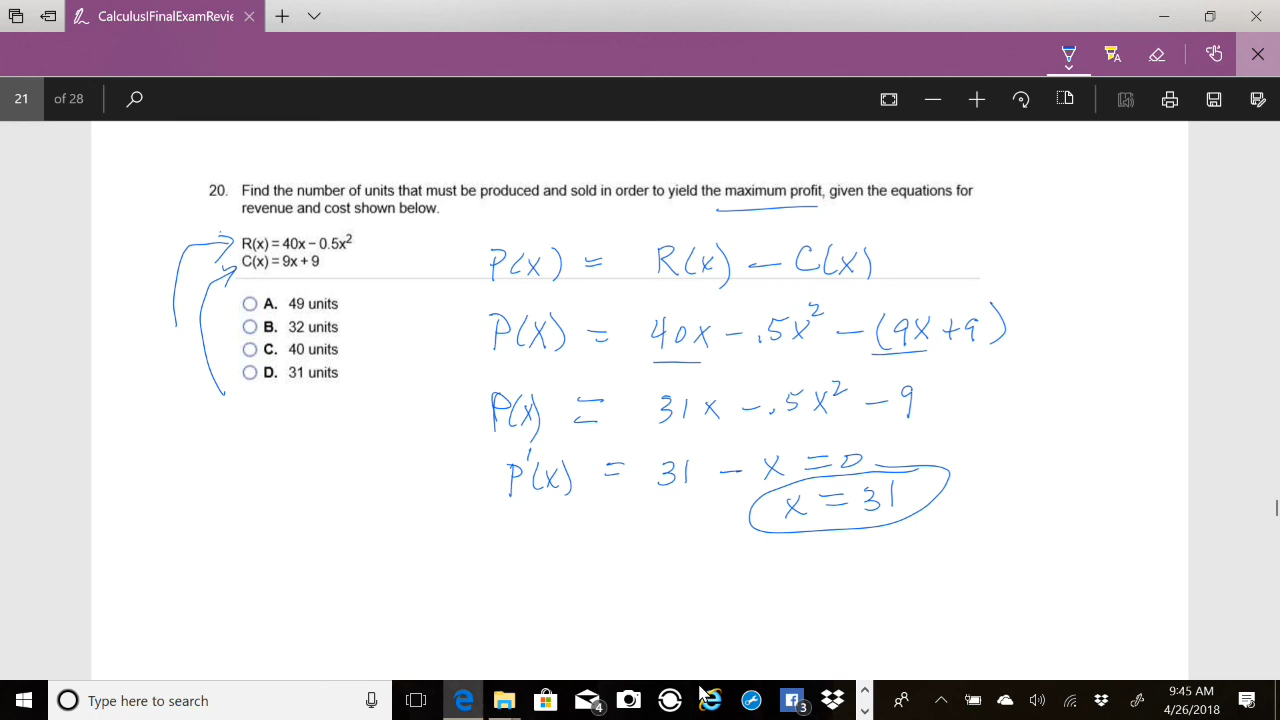 CalculusIFinalExamRevie
21 of 28
20. Find the number of units that must be produced and sold in order to yield the maximum profit, given the equations for
revenue and cost shown below.
R(x) = 40x − 0.5x²
C(x) = 9x + 9
A. 49 units
B. 32 units
C. 40 units
D. 31 units
P(x) = R(x) − C(x)
P(x) = 40x − .5x² − (9x + 9)
P(x) = 31x − .5x² − 9
P'(x) = 31 − x = 0
x = 31
Type here to search
4
3
9:45 AM
4/26/2018